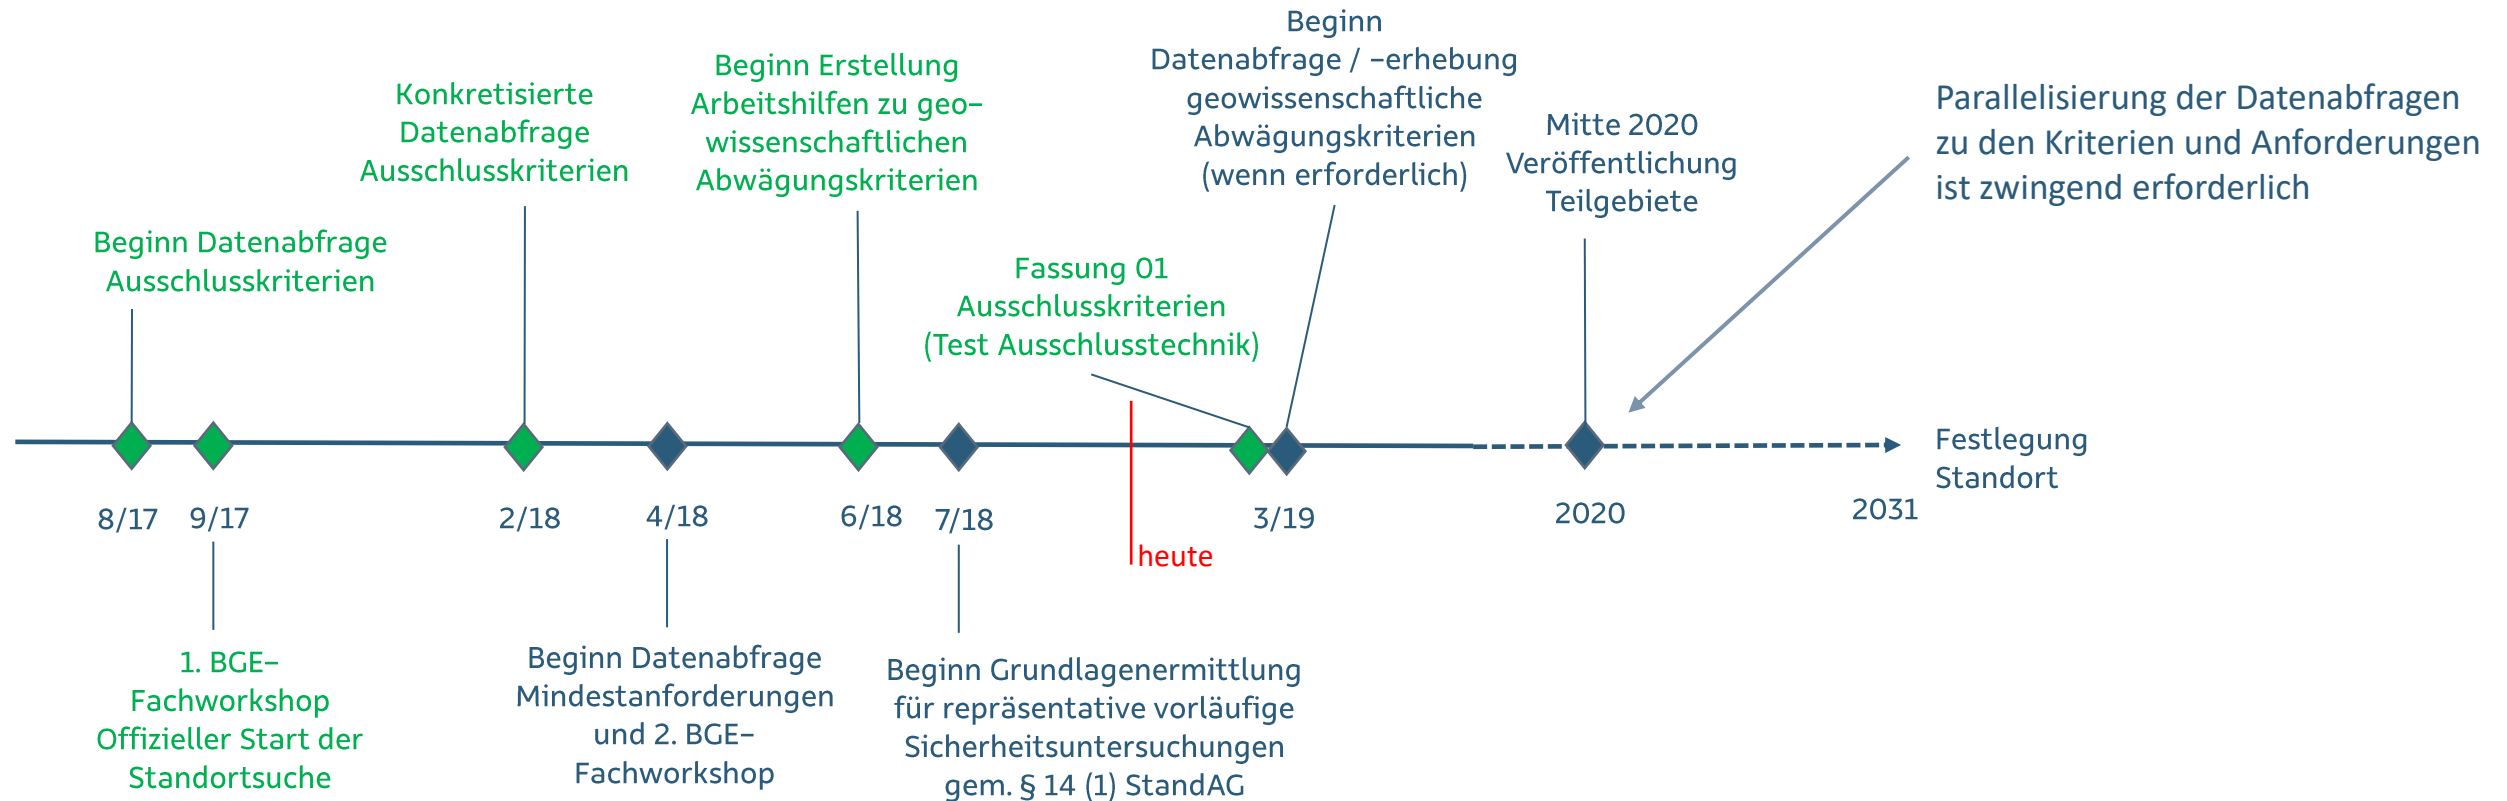 Beginn Datenabfrage
Ausschlusskriterien
Konkretisierte
Datenabfrage
Ausschlusskriterien
Beginn Erstellung
Arbeitshilfen zu geo–
wissenschaftlichen
Abwägungskriterien
Fassung 01
Ausschlusskriterien
(Test Ausschlusstechnik)
Beginn
Datenabfrage / –erhebung
geowissenschaftliche
Abwägungskriterien
(wenn erforderlich)
Mitte 2020
Veröffentlichung
Teilgebiete
Parallelisierung der Datenabfragen
zu den Kriterien und Anforderungen
ist zwingend erforderlich
Festlegung
Standort
8/17
9/17
2/18
4/18
6/18
7/18
3/19
2020
2031
heute
1. BGE–
Fachworkshop
Offizieller Start der
Standortsuche
Beginn Datenabfrage
Mindestanforderungen
und 2. BGE–
Fachworkshop
Beginn Grundlagenermittlung
für repräsentative vorläufige
Sicherheitsuntersuchungen
gem. § 14 (1) StandAG